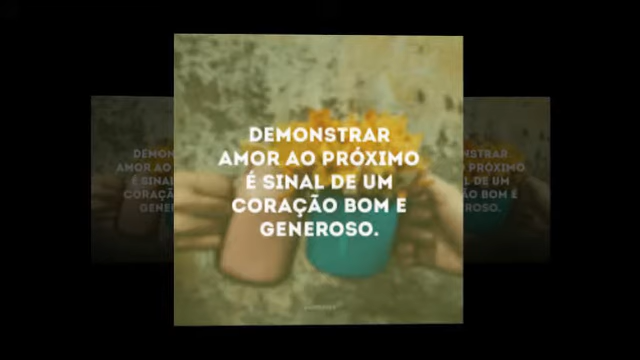 DEMONSTRAR
AMOR AO PRÓXIMO
É SINAL DE UM
CORAÇÃO BOM E
GENEROSO.